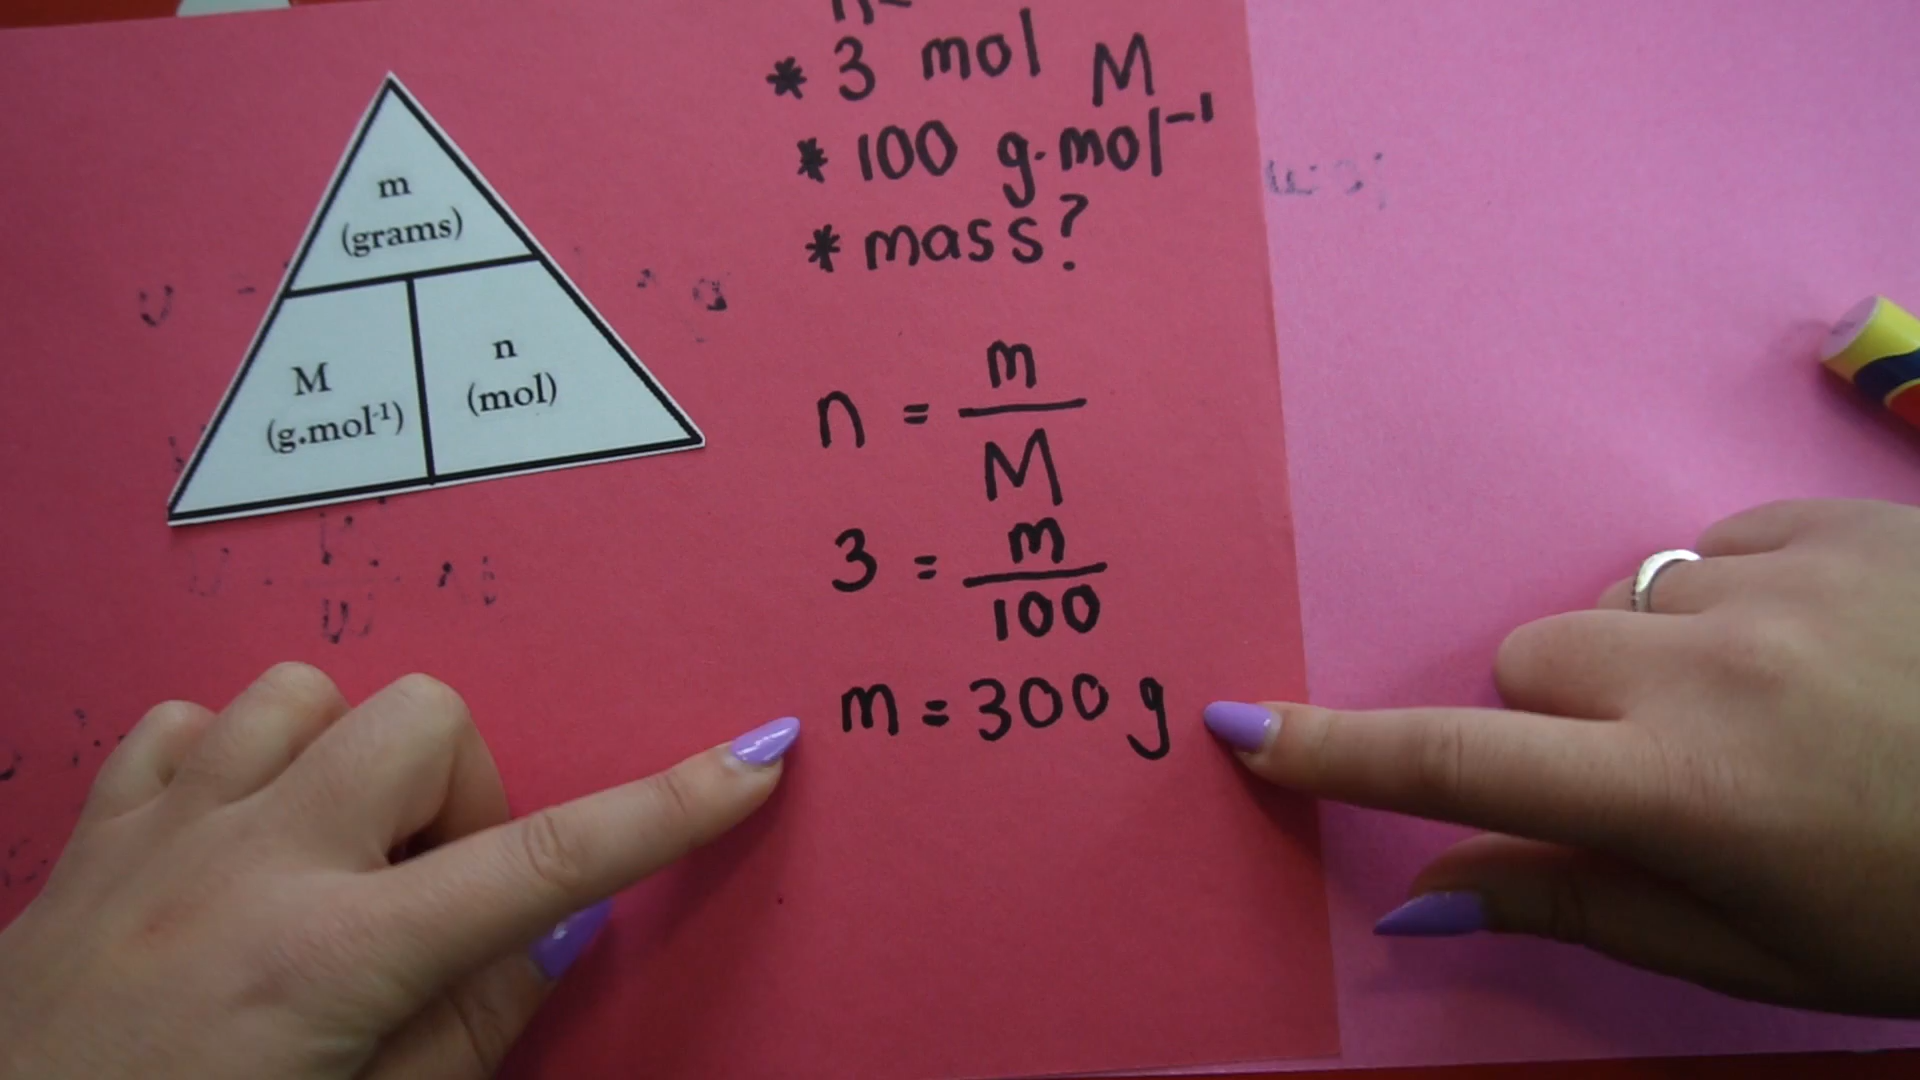 m
(grams)
M
(g.mol⁻¹)
n
(mol)
* 3 mol M
* 100 g·mol⁻¹
* mass?
n = m
M
3 = m
100
m = 300 g